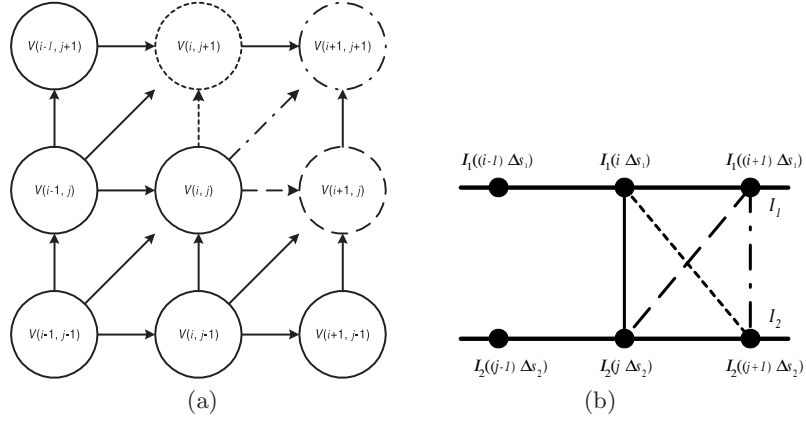 V(i-1, j+1) V(i, j+1) V(i+1, j+1)
V(i-1, j) V(i, j) V(i+1, j)
V(i-1, j-1) V(i, j-1) V(i+1, j-1)
(a)
I₁((i-1) Δs₁) I₁(i Δs₁) I₁((i+1) Δs₁)
I₁
I₂
I₂((j-1) Δs₂) I₂(j Δs₂) I₂((j+1) Δs₂)
(b)